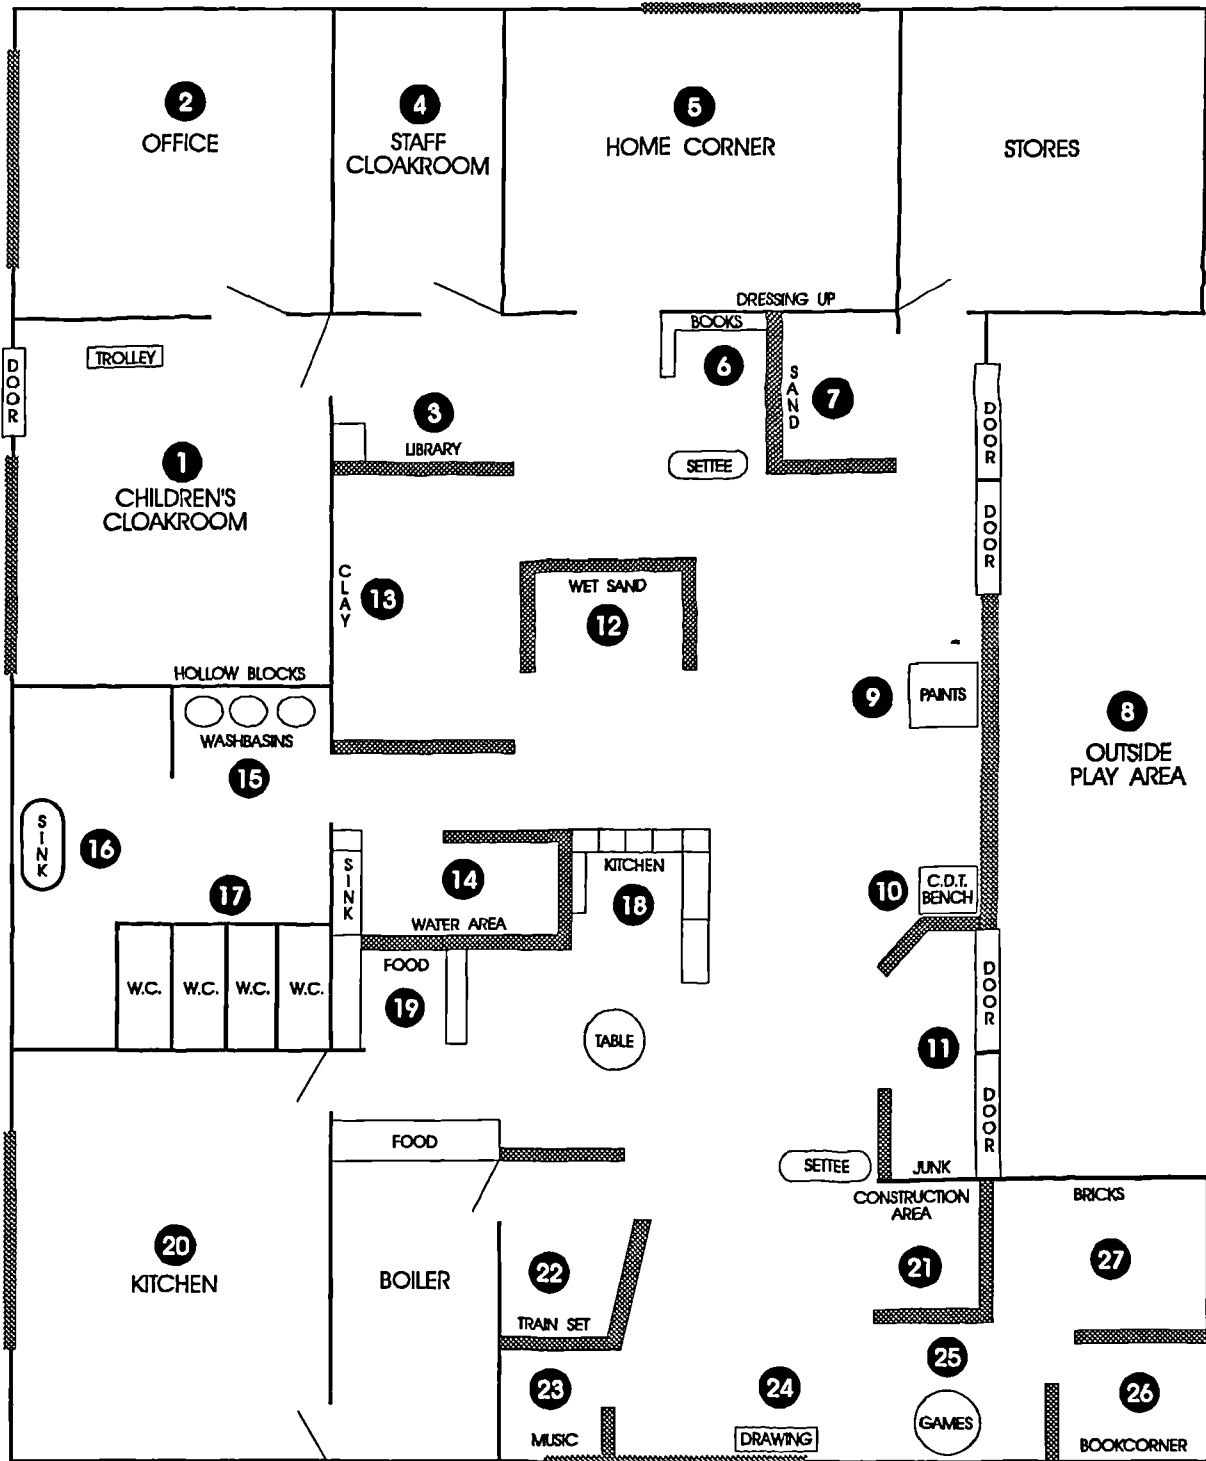 2
OFFICE
4
STAFF
CLOAKROOM
5
HOME CORNER
STORES
DRESSING UP
BOOKS
6
SAND
7
DOOR
TROLLEY
3
LIBRARY
SETTEE
DOOR
DOOR
1
CHILDREN'S
CLOAKROOM
CLAY
13
WET SAND
12
HOLLOW BLOCKS
WASHBASINS
15
9
PAINTS
8
OUTSIDE
PLAY AREA
SINK
16
17
SINK
14
WATER AREA
KITCHEN
18
10
C.D.T.
BENCH
W.C.
W.C.
W.C.
W.C.
FOOD
19
TABLE
11
DOOR
DOOR
FOOD
SETTEE
JUNK
CONSTRUCTION
AREA
21
BRICKS
27
20
KITCHEN
BOILER
22
TRAIN SET
23
MUSIC
24
DRAWING
25
GAMES
26
BOOKCORNER